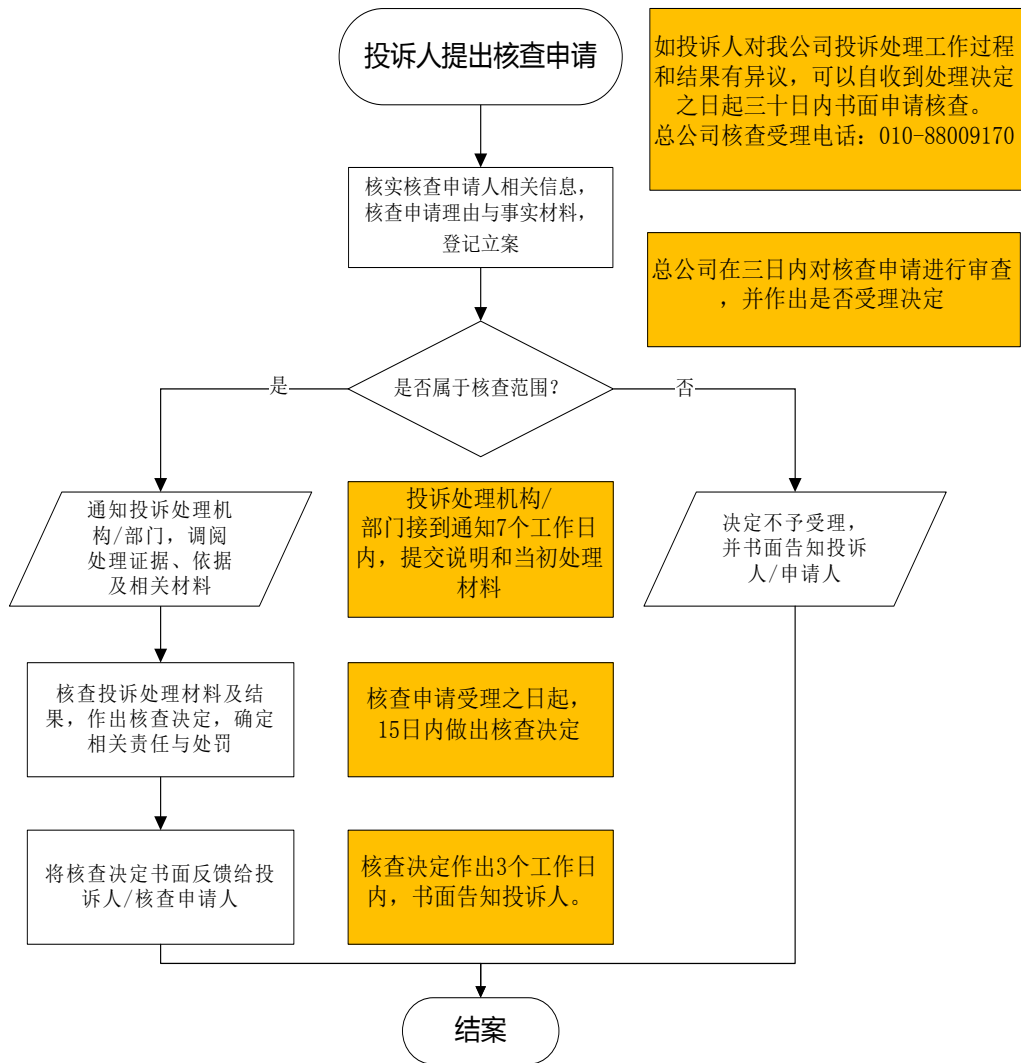 投诉人提出核查申请
如投诉人对我公司投诉处理工作过程
和结果有异议，可以自收到处理决定
之日起三十日内书面申请核查。
总公司核查受理电话：010-88009170
核实核查申请人相关信息，
核查申请理由与事实材料，
登记立案
总公司在三日内对核查申请进行审查
，并作出是否受理决定
是否属于核查范围？
是
否
通知投诉处理机
构/部门，调阅
处理证据、依据
及相关材料
投诉处理机构/
部门接到通知7个工作日
内，提交说明和当初处理
材料
决定不予受理，
并书面告知投诉
人/申请人
核查投诉处理材料及结
果，作出核查决定，确定
相关责任与处罚
核查申请受理之日起，
15日内做出核查决定
将核查决定书面反馈给投
诉人/核查申请人
核查决定作出3个工作日
内，书面告知投诉人。
结案